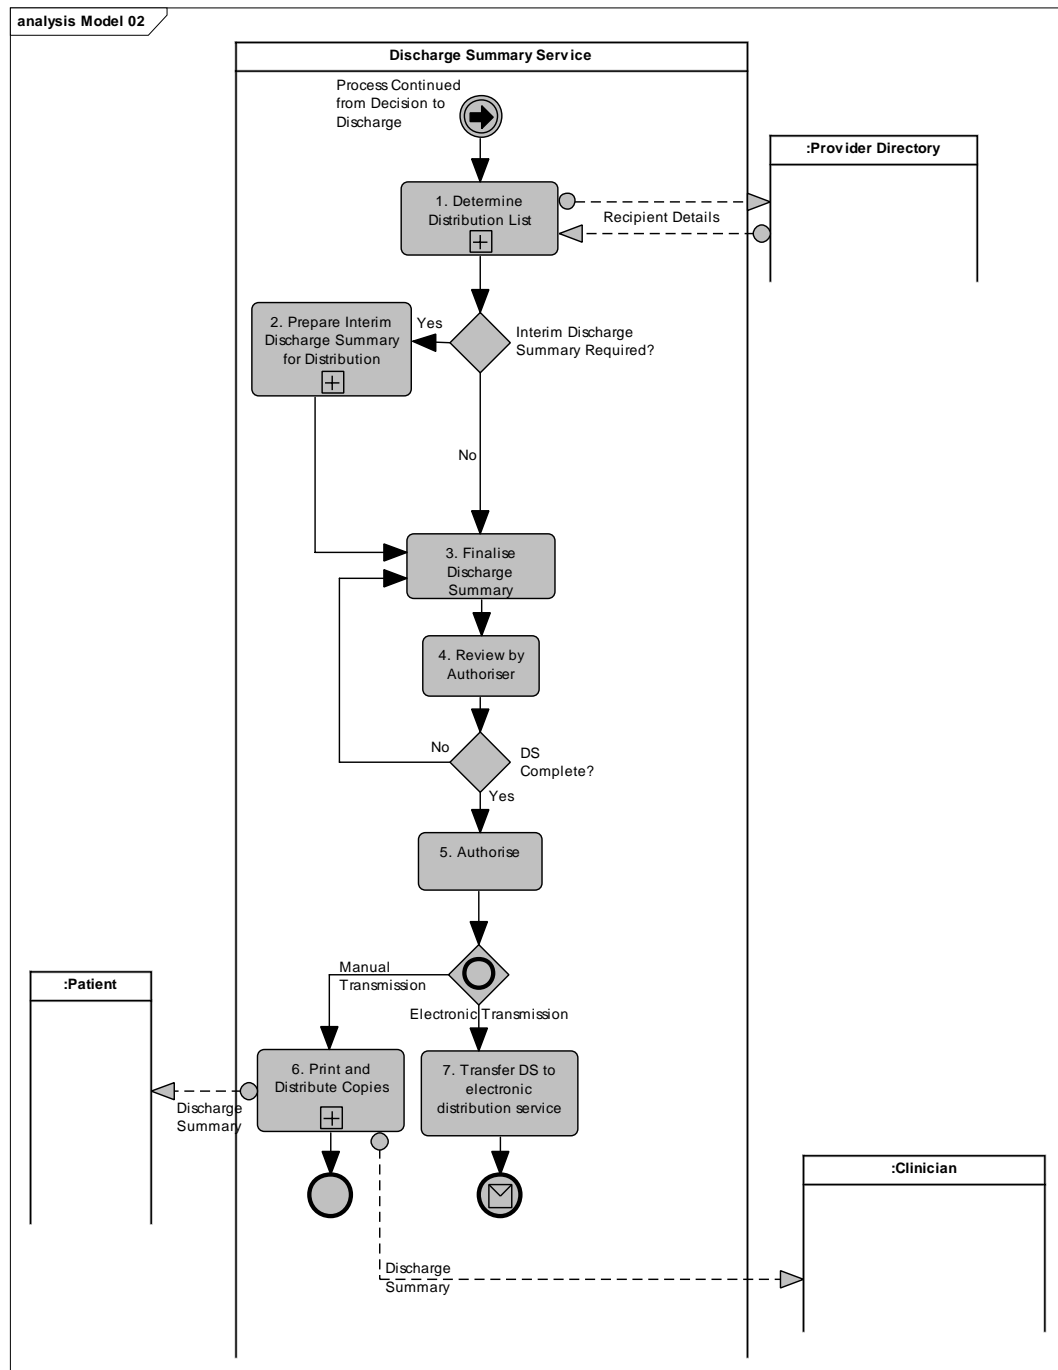 analysis Model 02
Discharge Summary Service
Process Continued
from Decision to
Discharge
:Provider Directory
1. Determine
Distribution List
Recipient Details
2. Prepare Interim
Discharge Summary
for Distribution
Yes
Interim Discharge
Summary Required?
No
3. Finalise
Discharge
Summary
4. Review by
Authoriser
No
DS
Complete?
Yes
5. Authorise
Manual
Transmission
Electronic Transmission
:Patient
6. Print and
Distribute Copies
7. Transfer DS to
electronic
distribution service
Discharge
Summary
:Clinician
Discharge
Summary